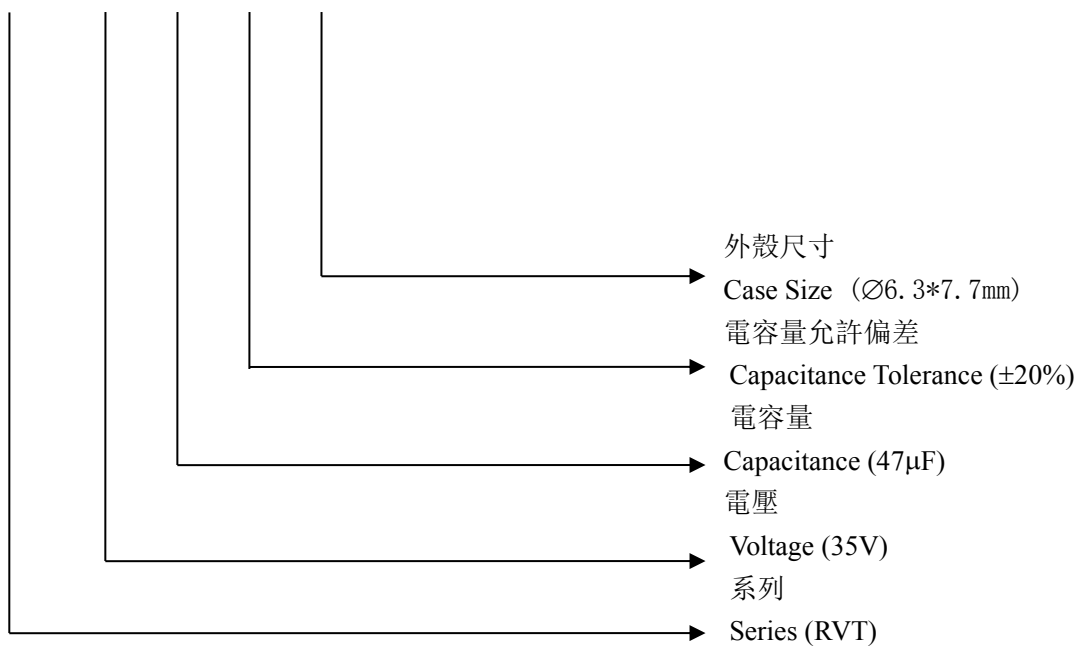 外殼尺寸
Case Size （∅6.3*7.7mm）
電容量允許偏差
Capacitance Tolerance (±20%)
電容量
Capacitance (47μF)
電壓
Voltage (35V)
系列
Series (RVT)